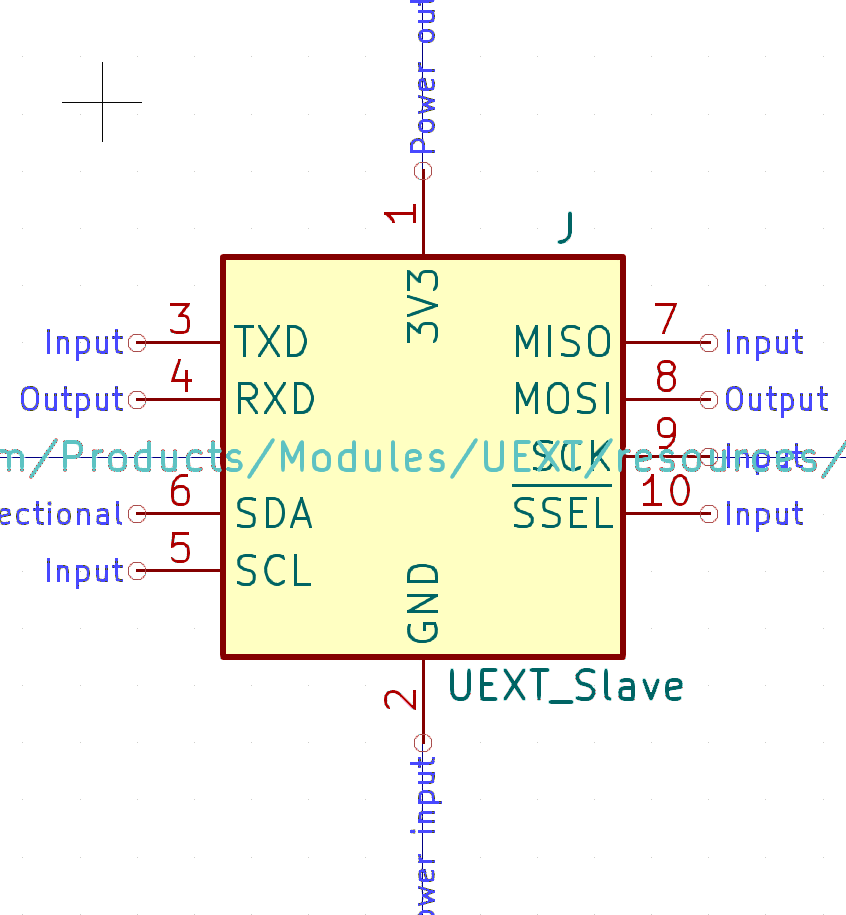 Power out
1
J
3V3
3
Input
TXD
4
Output
RXD
7
MISO
Input
8
MOSI
Output
9
SCK
Input
m/Products/Modules/UEXT/resources/
6
ectional
SDA
10
SSEL
Input
5
Input
SCL
GND
UEXT_Slave
2
ower input